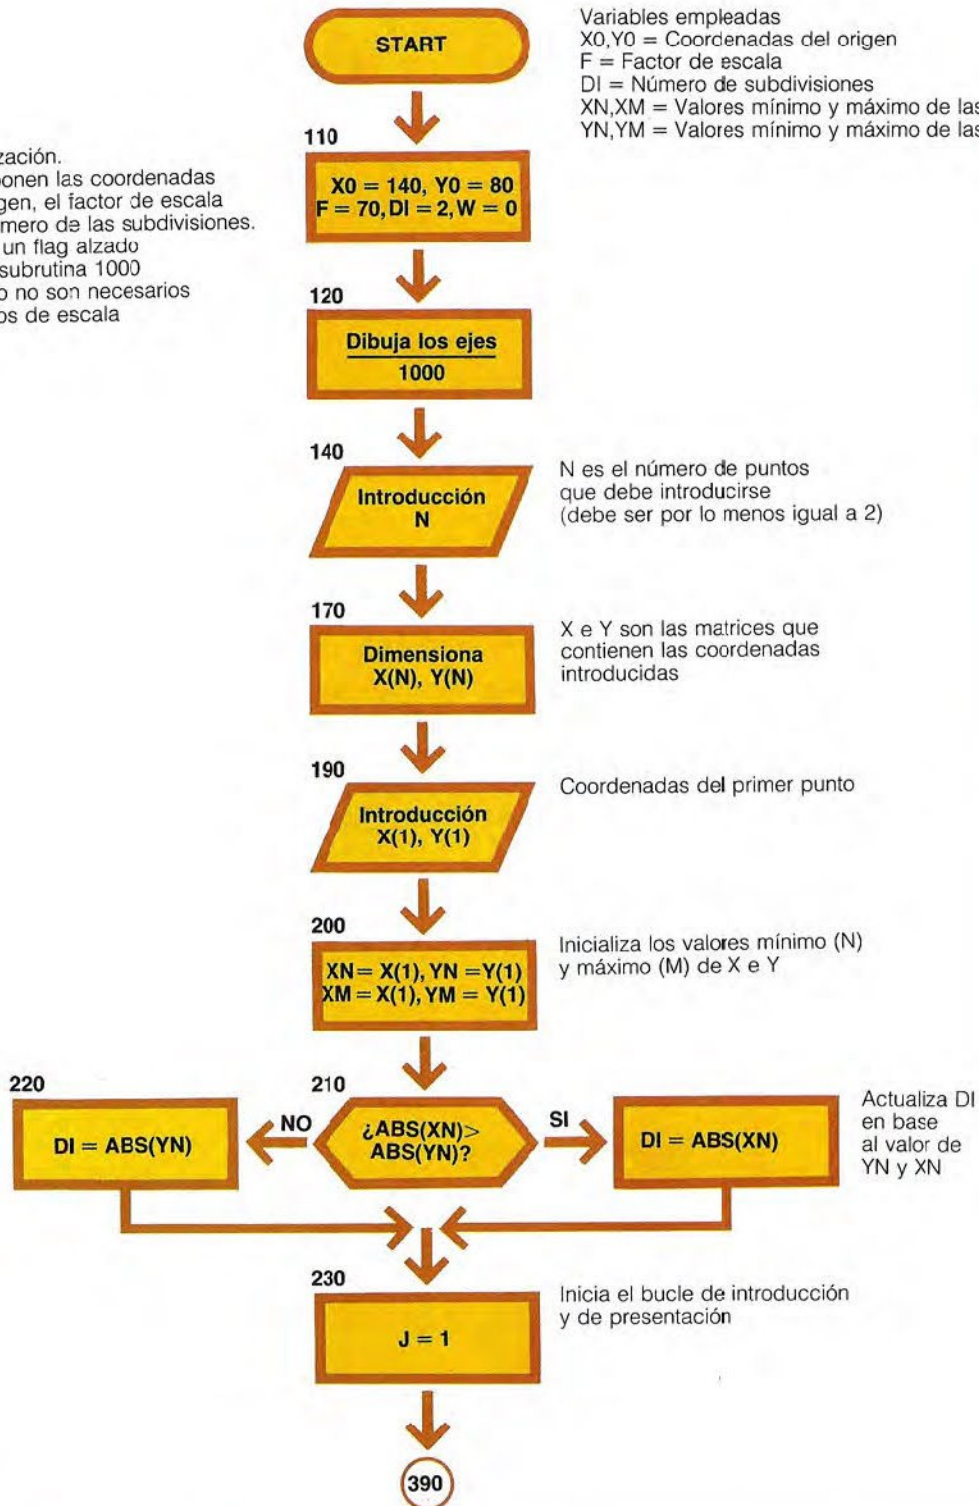 START
Variables empleadas
X0,Y0 = Coordenadas del origen
F = Factor de escala
DI = Número de subdivisiones
XN,XM = Valores mínimo y máximo de las
YN,YM = Valores mínimo y máximo de las
zación.
onen las coordenadas
gen, el factor de escala
mero de las subdivisiones.
un flag alzado
subrutina 1000
o no son necesarios
os de escala
110
X0 = 140, Y0 = 80
F = 70, DI = 2, W = 0
120
Dibuja los ejes
1000
140
Introducción
N
N es el número de puntos
que debe introducirse
(debe ser por lo menos igual a 2)
170
Dimensiona
X(N), Y(N)
X e Y son las matrices que
contienen las coordenadas
introducidas
190
Introducción
X(1), Y(1)
Coordenadas del primer punto
200
XN = X(1), YN = Y(1)
XM = X(1), YM = Y(1)
Inicializa los valores mínimo (N)
y máximo (M) de X e Y
220
DI = ABS(YN)
NO
210
¿ABS(XN)>
ABS(YN)?
SI
DI = ABS(XN)
Actualiza DI
en base
al valor de
YN y XN
230
J = 1
Inicia el bucle de introducción
y de presentación
390